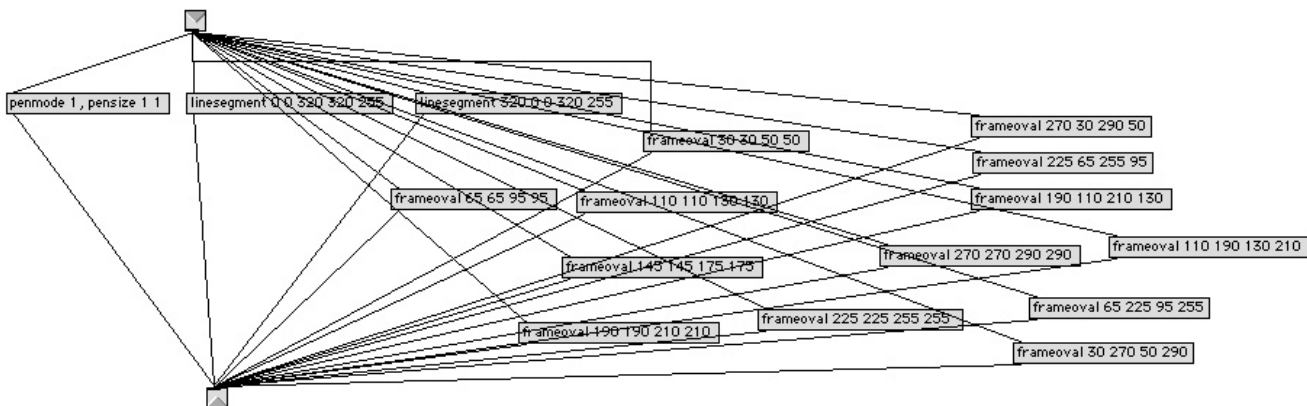 penmode 1 , pensize 1 1
linesegment 0 0 320 320 255
linesegment 320 0 0 320 255
frameoval 270 30 290 50
frameoval 30 30 50 50
frameoval 225 65 255 95
frameoval 65 65 95 95
frameoval 110 110 130 130
frameoval 190 110 210 130
frameoval 110 190 130 210
frameoval 270 270 290 290
frameoval 145 145 175 175
frameoval 65 225 95 255
frameoval 225 225 255 255
frameoval 190 190 210 210
frameoval 30 270 50 290